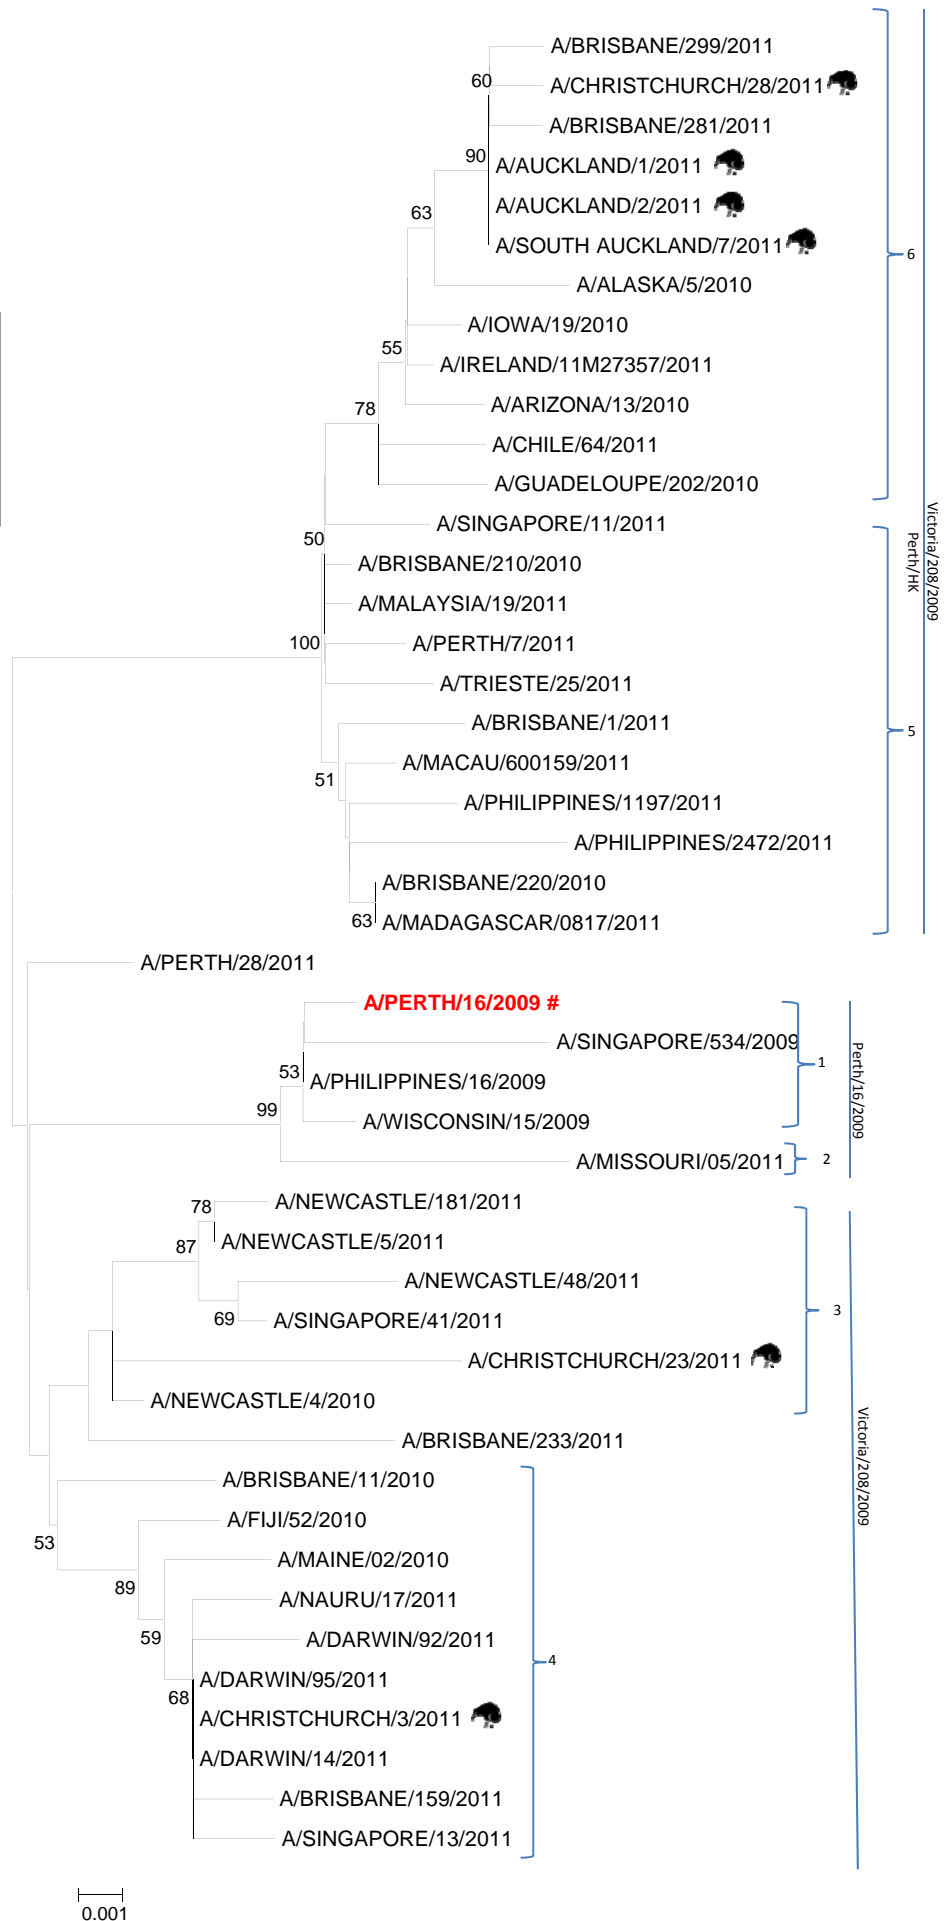 A/BRISBANE/299/2011
60
A/CHRISTCHURCH/28/2011
A/BRISBANE/281/2011
90
A/AUCKLAND/1/2011
A/AUCKLAND/2/2011
63
A/SOUTH AUCKLAND/7/2011
6
A/ALASKA/5/2010
A/IOWA/19/2010
55
A/IRELAND/11M27357/2011
A/ARIZONA/13/2010
78
A/CHILE/64/2011
A/GUADELOUPE/202/2010
A/SINGAPORE/11/2011
50
Victoria/208/2009
Perth/HK
A/BRISBANE/210/2010
A/MALAYSIA/19/2011
100
A/PERTH/7/2011
A/TRIESTE/25/2011
A/BRISBANE/1/2011
5
A/MACAU/600159/2011
51
A/PHILIPPINES/1197/2011
A/PHILIPPINES/2472/2011
A/BRISBANE/220/2010
63
A/MADAGASCAR/0817/2011
A/PERTH/28/2011
A/PERTH/16/2009 #
A/SINGAPORE/534/2009
1
Perth/16/2009
53
A/PHILIPPINES/16/2009
99
A/WISCONSIN/15/2009
A/MISSOURI/05/2011
2
A/NEWCASTLE/181/2011
78
A/NEWCASTLE/5/2011
87
A/NEWCASTLE/48/2011
3
69
A/SINGAPORE/41/2011
A/CHRISTCHURCH/23/2011
A/NEWCASTLE/4/2010
A/BRISBANE/233/2011
Victoria/208/2009
A/BRISBANE/11/2010
A/FIJI/52/2010
53
A/MAINE/02/2010
89
A/NAURU/17/2011
59
A/DARWIN/92/2011
4
A/DARWIN/95/2011
68
A/CHRISTCHURCH/3/2011
A/DARWIN/14/2011
A/BRISBANE/159/2011
A/SINGAPORE/13/2011
0.001